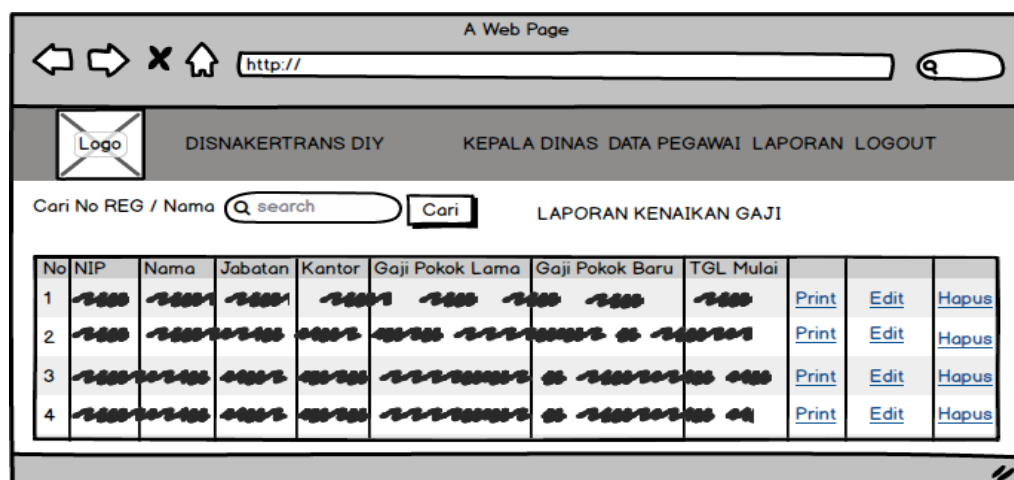 A Web Page
http://
Logo DISNAKERTRANS DIY KEPALA DINAS DATA PEGAWAI LAPORAN LOGOUT
Cari No REG / Nama search Cari LAPORAN KENAIKAN GAJI
No NIP Nama Jabatan Kantor Gaji Pokok Lama Gaji Pokok Baru TGL Mulai
1 Print Edit Hapus
2 Print Edit Hapus
3 Print Edit Hapus
4 Print Edit Hapus